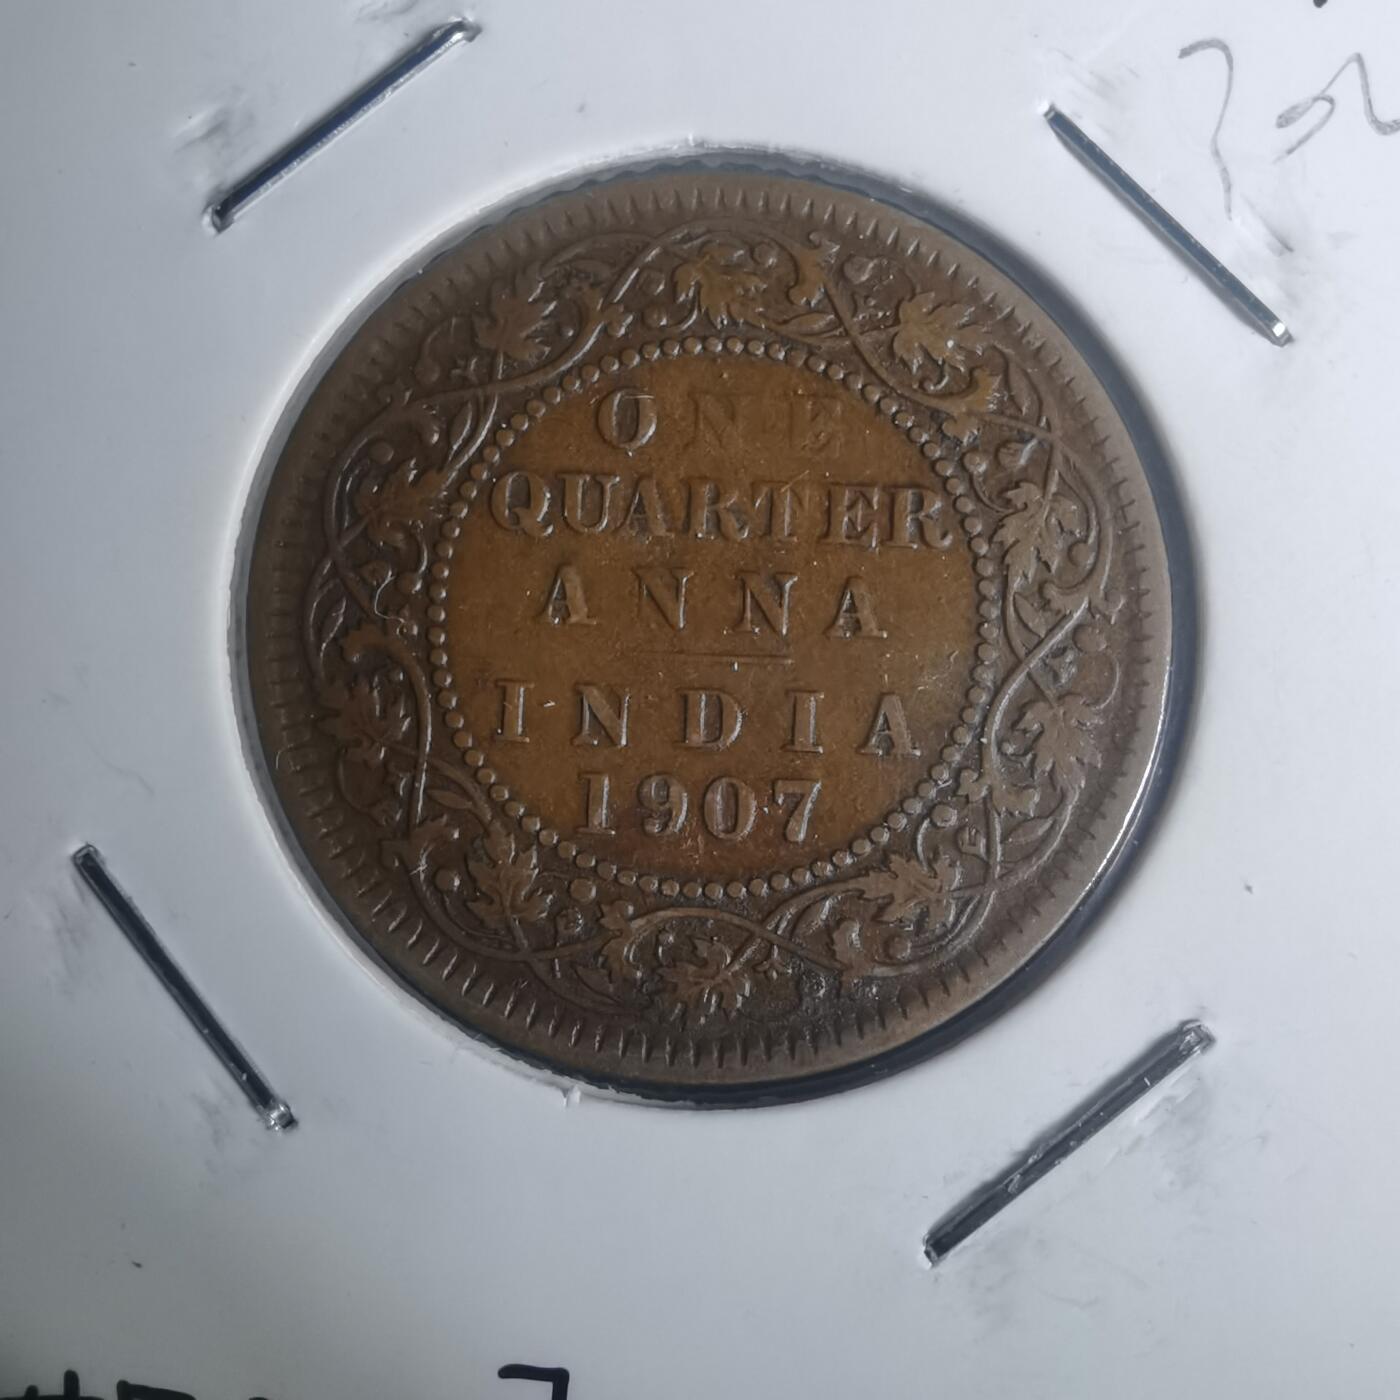 ONE
QUARTER
ANNA
INDIA
1907